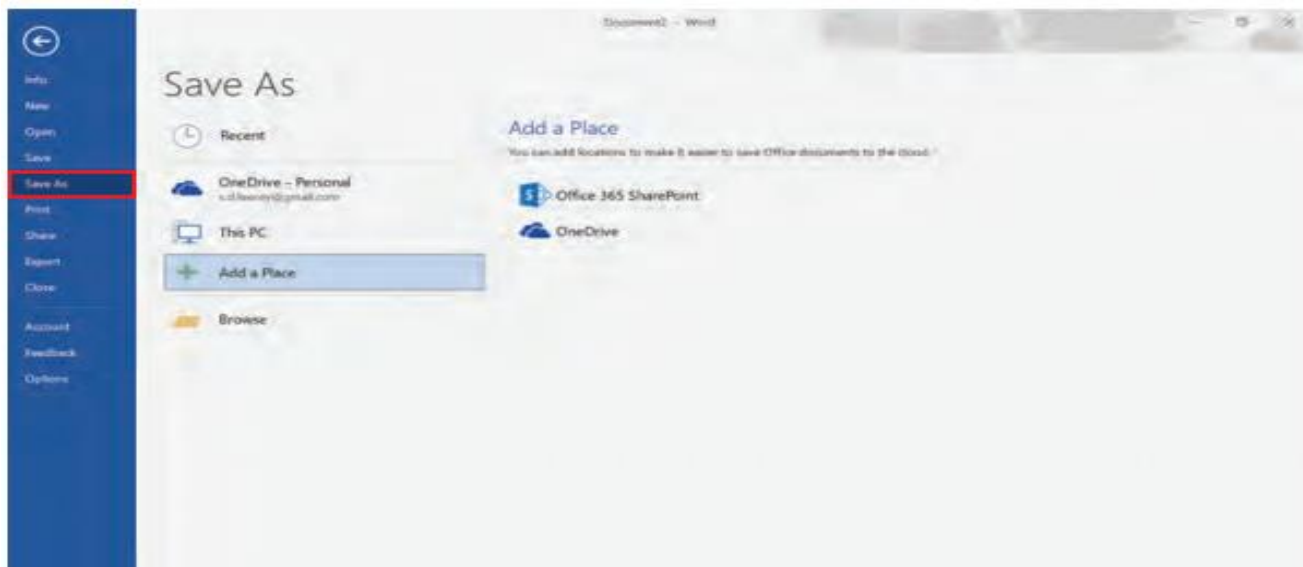 Document2 - Word
Info
New
Open
Save
Save As
Print
Share
Export
Close
Account
Feedback
Options
Save As
Recent
OneDrive – Personal
This PC
Add a Place
Browse
Add a Place
You can add locations to make it easier to save Office documents to the cloud.
Office 365 SharePoint
OneDrive